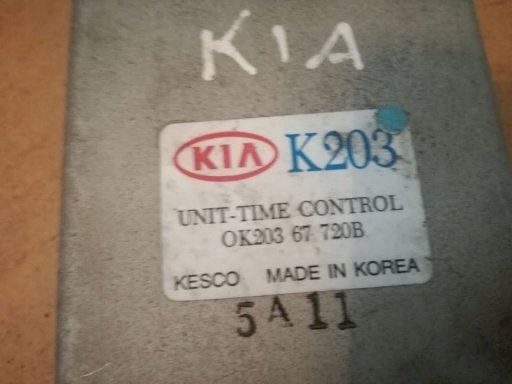 KIA
KIA K203
UNIT-TIME CONTROL
OK203 67 720B
KESCO MADE IN KOREA
5A11